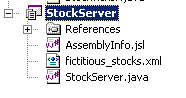 StockServer
References
AssemblyInfo.jsl
fictitious_stocks.xml
StockServer.java